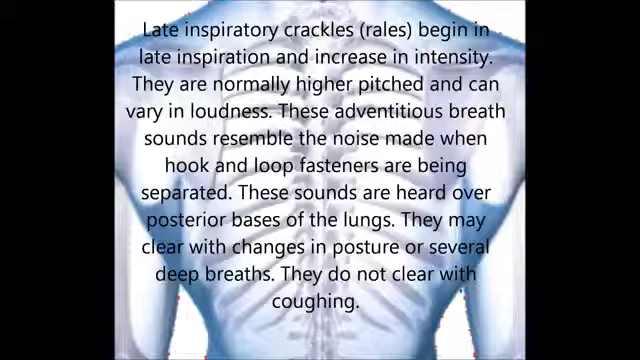 Late inspiratory crackles (rales) begin in
late inspiration and increase in intensity.
They are normally higher pitched and can
vary in loudness. These adventitious breath
sounds resemble the noise made when
hook and loop fasteners are being
separated. These sounds are heard over
posterior bases of the lungs. They may
clear with changes in posture or several
deep breaths. They do not clear with
coughing.